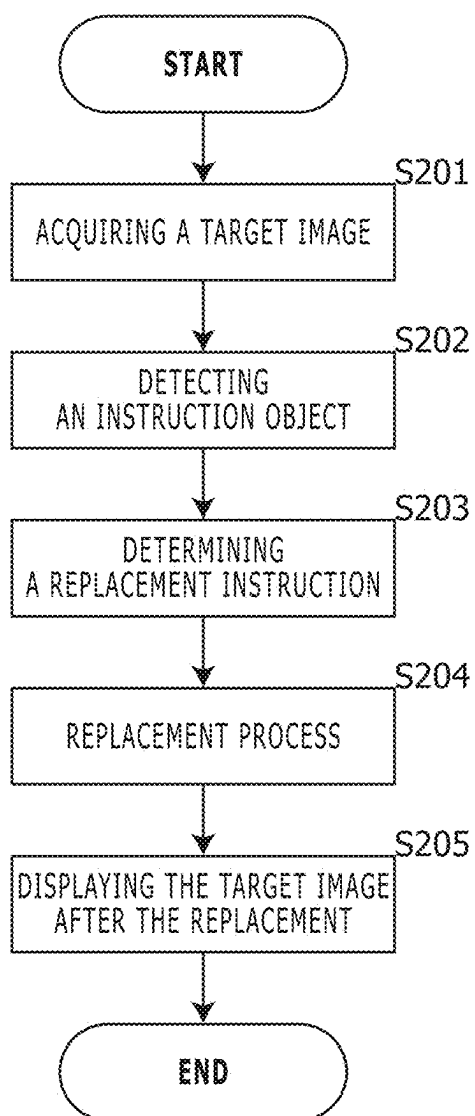 START
S201
ACQUIRING A TARGET IMAGE
S202
DETECTING
AN INSTRUCTION OBJECT
S203
DETERMINING
A REPLACEMENT INSTRUCTION
S204
REPLACEMENT PROCESS
S205
DISPLAYING THE TARGET IMAGE
AFTER THE REPLACEMENT
END